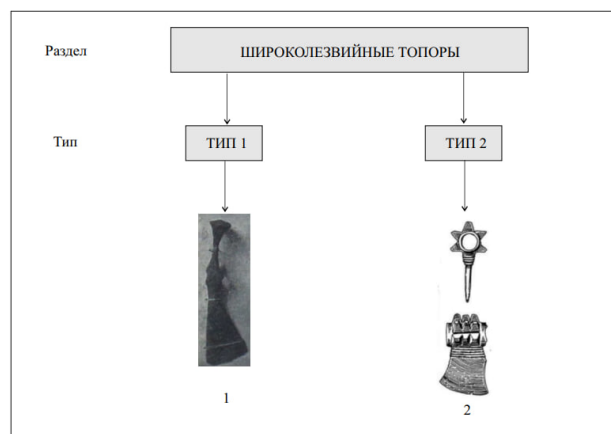 Раздел
ШИРОКОЛЕЗВИЙНЫЕ ТОПОРЫ
Тип
ТИП 1
ТИП 2
1
2